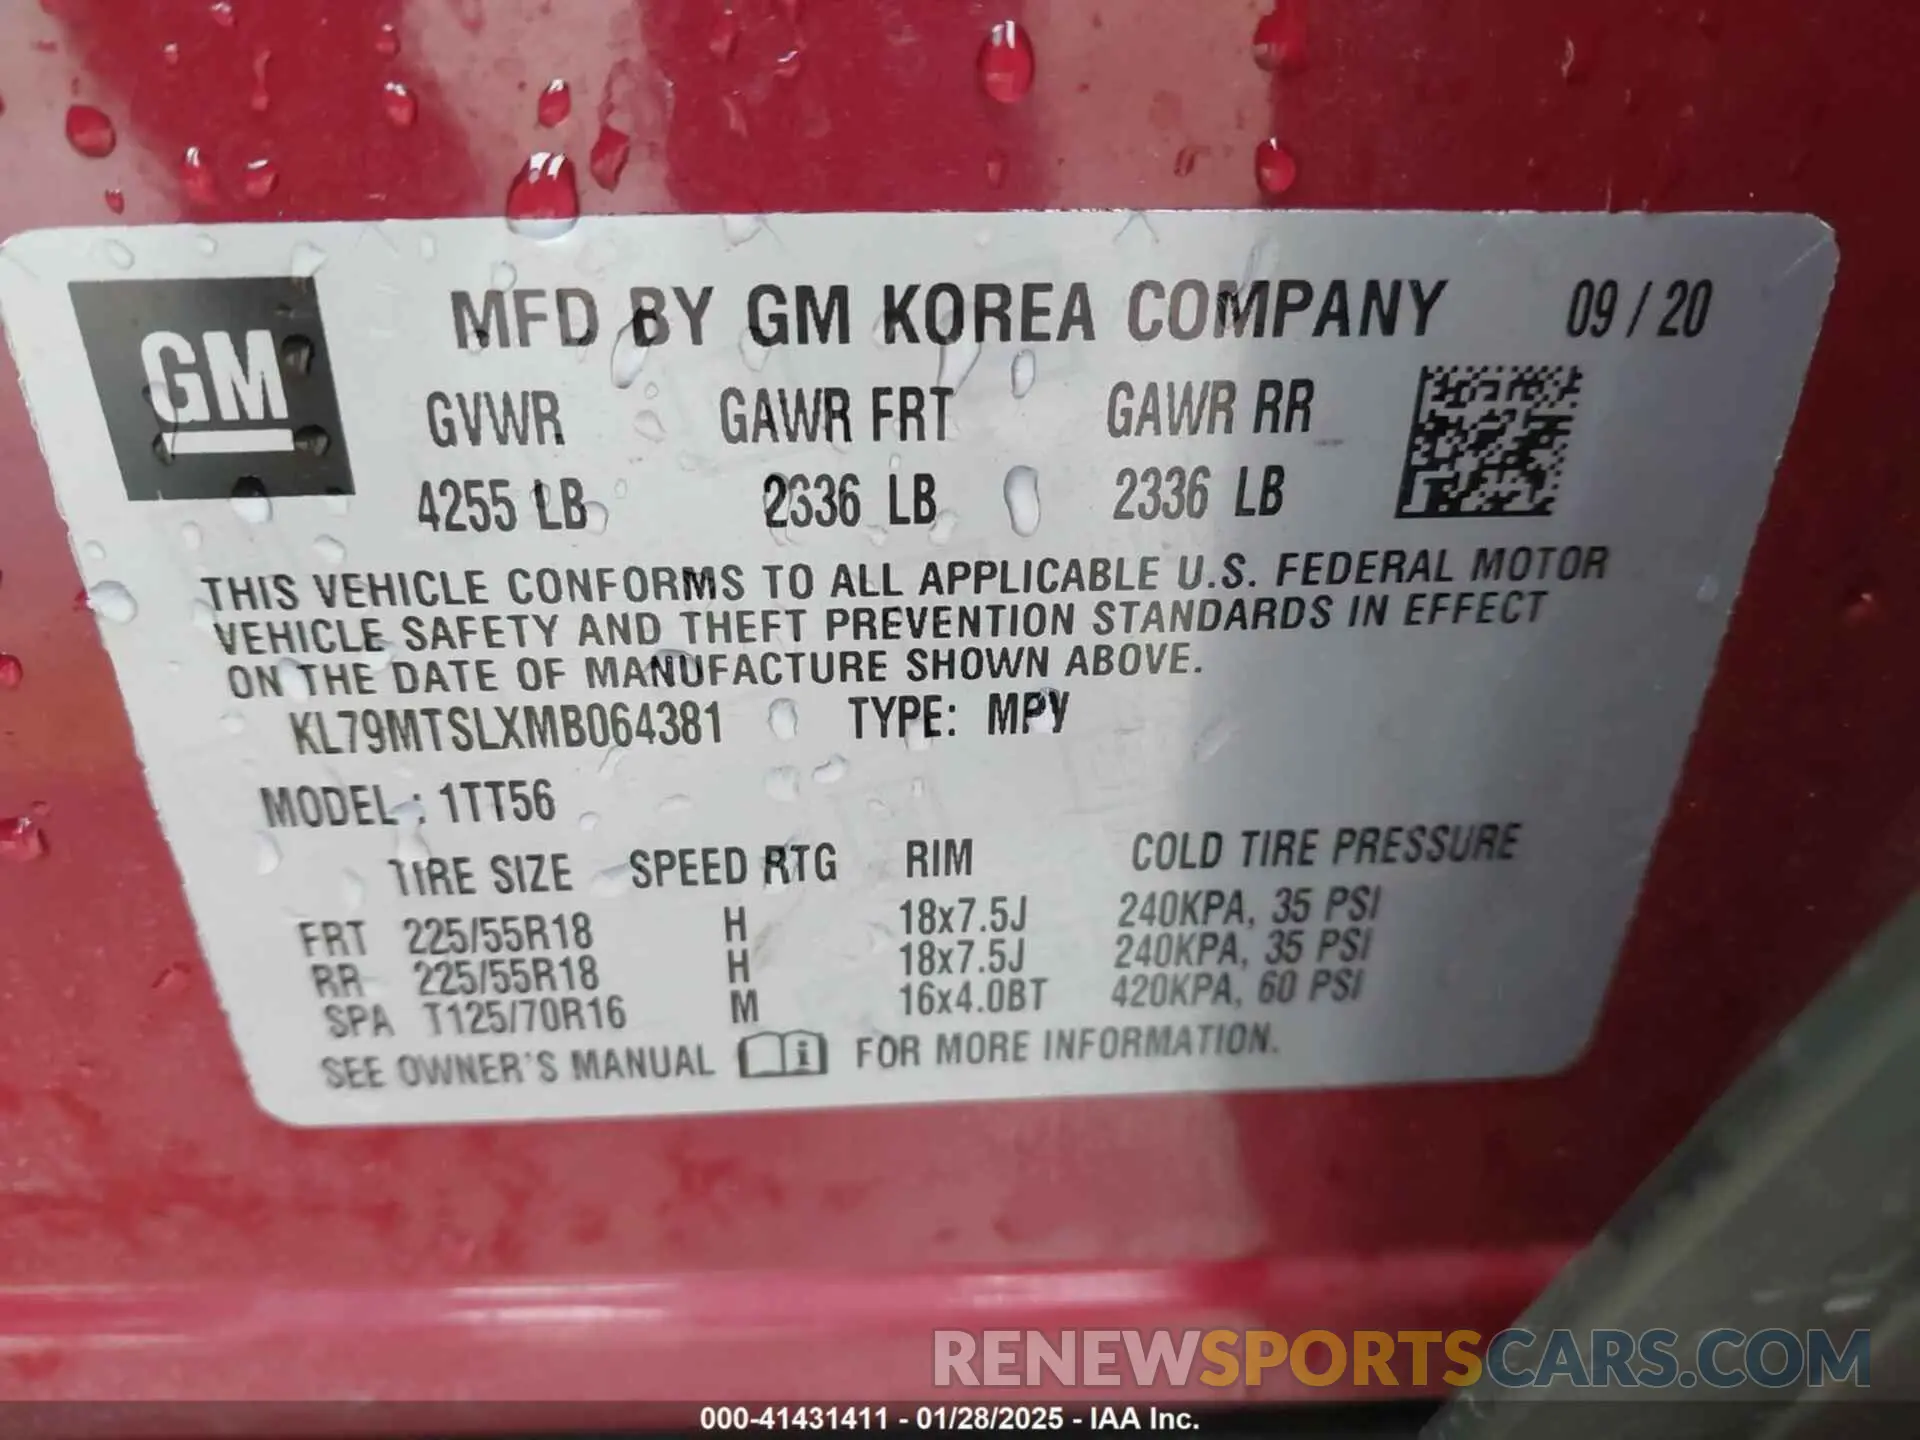 GM
MFD BY GM KOREA COMPANY 09 / 20
GVWR GAWR FRT GAWR RR
4255 LB 2336 LB 2336 LB
THIS VEHICLE CONFORMS TO ALL APPLICABLE U.S. FEDERAL MOTOR
VEHICLE SAFETY AND THEFT PREVENTION STANDARDS IN EFFECT
ON THE DATE OF MANUFACTURE SHOWN ABOVE.
KL79MTSLXMB064381 TYPE: MPV
MODEL : 1TT56
TIRE SIZE SPEED RTG RIM COLD TIRE PRESSURE
FRT 225/55R18 H 18x7.5J 240KPA, 35 PSI
RR 225/55R18 H 18x7.5J 240KPA, 35 PSI
SPA T125/70R16 M 16x4.0BT 420KPA, 60 PSI
SEE OWNER'S MANUAL i FOR MORE INFORMATION.
RENEWSPORTSCARS.COM
000-41431411 - 01/28/2025 - IAA Inc.